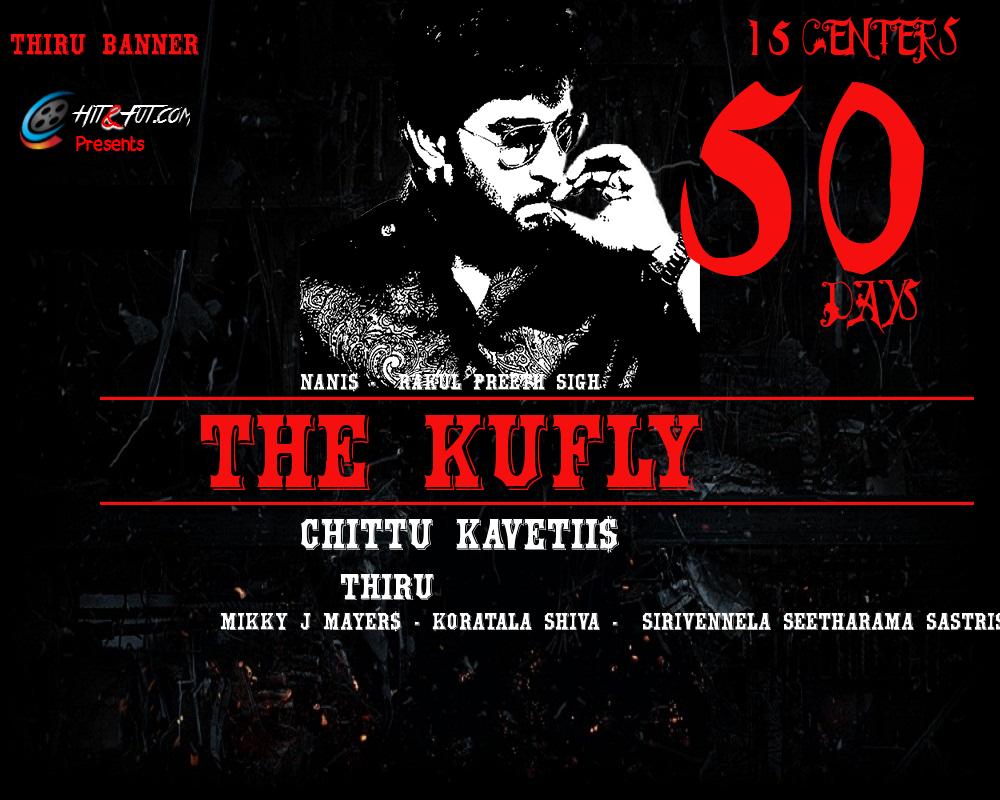 THIRU BANNER
15 CENTERS
HIT&FUT.COM
Presents
50
DAYS
NANI$ - RAKUL PREETH SIGH
THE KUFLY
CHITTU KAVETII$
THIRU
MIKKY J MAYER$ - KORATALA SHIVA - SIRIVENNELA SEETHARAMA SASTRIS